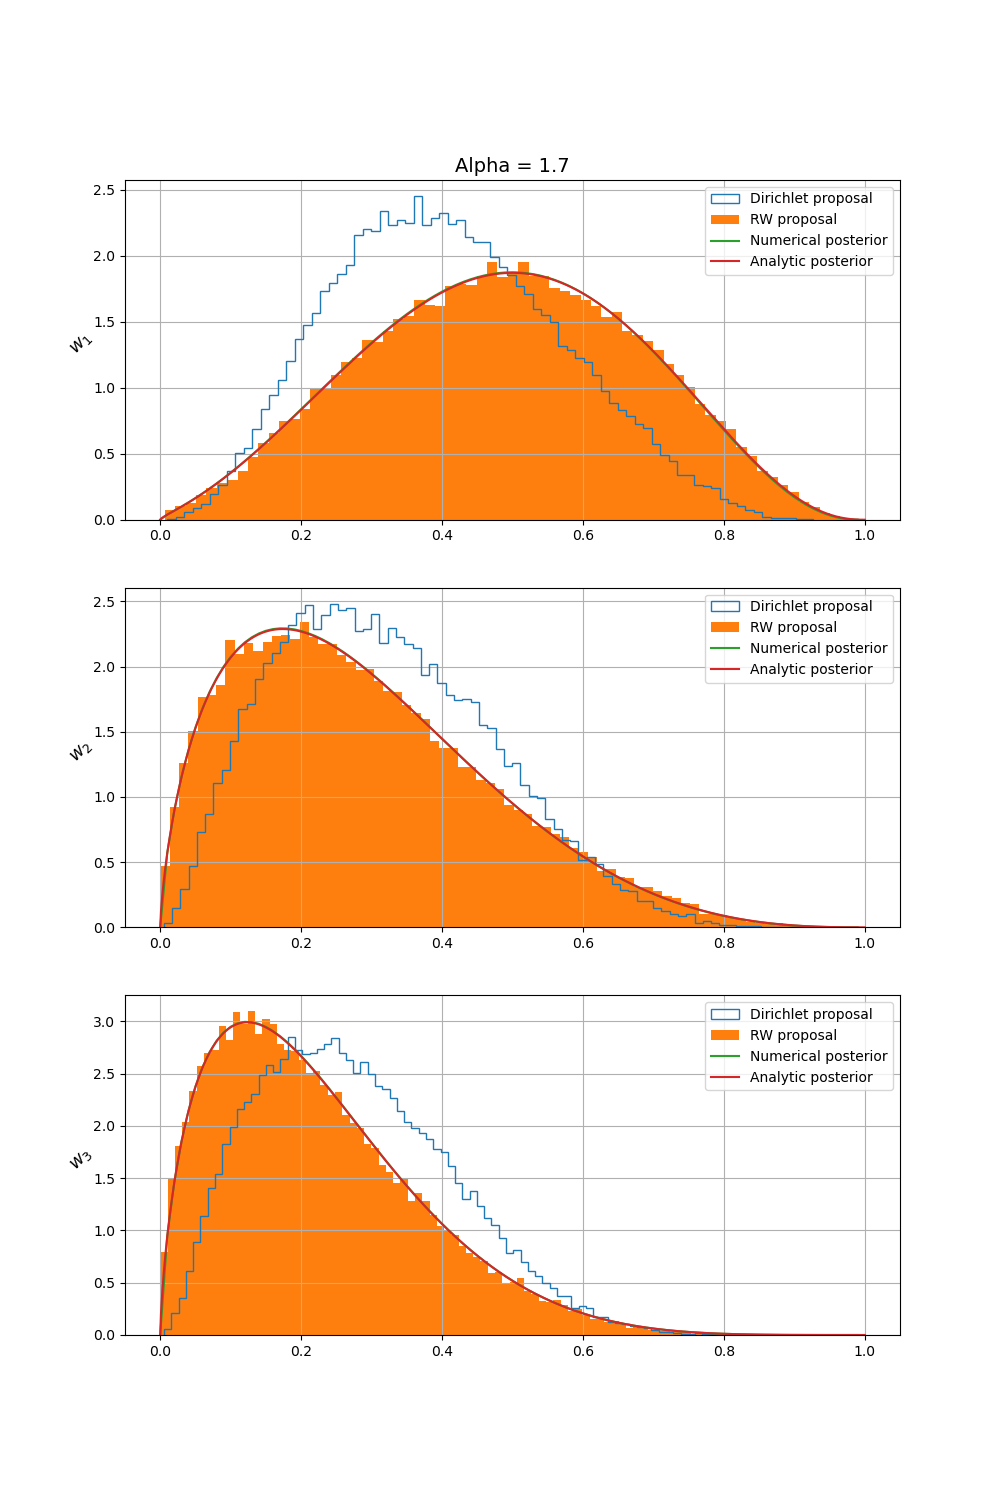 Alpha = 1.7
2.5
2.0
1.5
1.0
0.5
0.0
w1
Dirichlet proposal
RW proposal
Numerical posterior
Analytic posterior
0.0 0.2 0.4 0.6 0.8 1.0
2.5
2.0
1.5
1.0
0.5
0.0
w2
Dirichlet proposal
RW proposal
Numerical posterior
Analytic posterior
0.0 0.2 0.4 0.6 0.8 1.0
3.0
2.5
2.0
1.5
1.0
0.5
0.0
w3
Dirichlet proposal
RW proposal
Numerical posterior
Analytic posterior
0.0 0.2 0.4 0.6 0.8 1.0